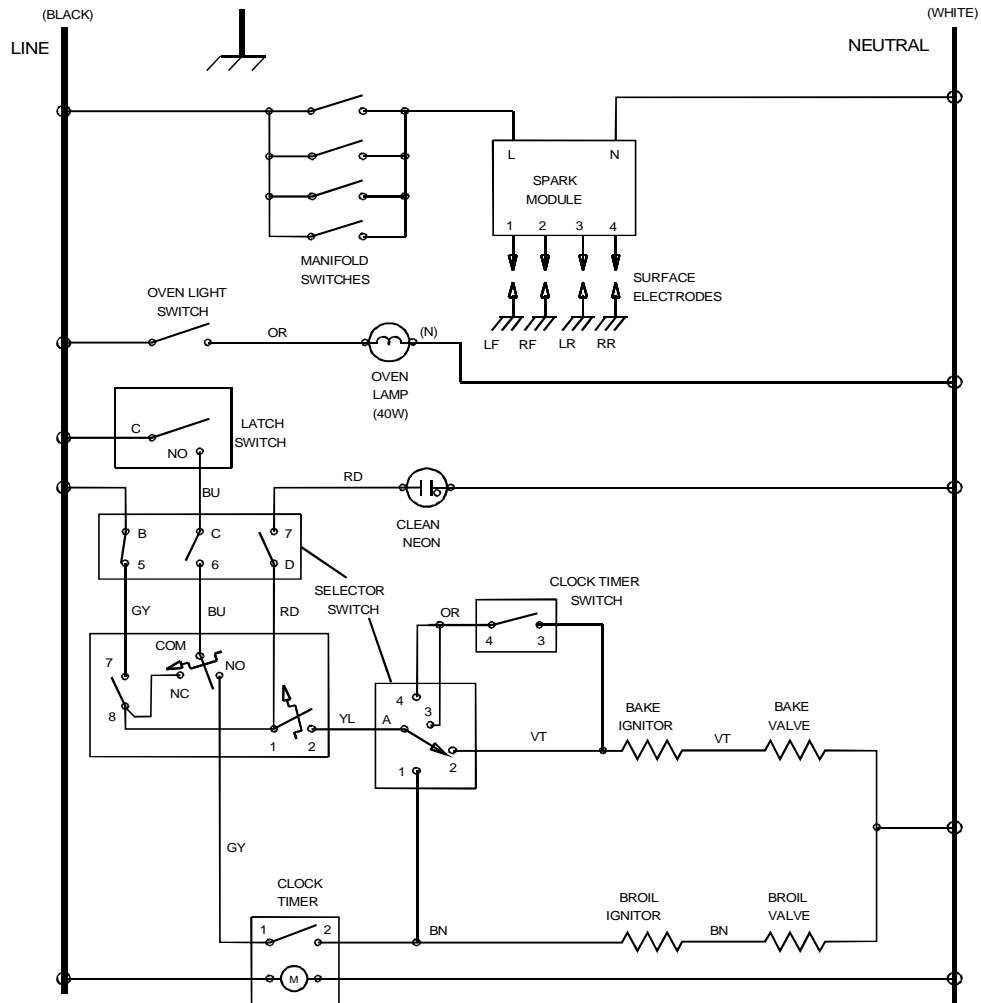 (BLACK)
(WHITE)
LINE
NEUTRAL
L
N
SPARK
MODULE
1
2
3
4
MANIFOLD
SWITCHES
SURFACE
ELECTRODES
OVEN LIGHT
SWITCH
OR
(N)
LF
RF
LR
RR
OVEN
LAMP
(40W)
C
NO
LATCH
SWITCH
RD
BU
CLEAN
NEON
B
C
7
5
6
D
SELECTOR
SWITCH
CLOCK TIMER
SWITCH
GY
BU
RD
OR
4
3
COM
7
NC
NO
8
1
2
YL
A
4
3
1
2
VT
BAKE
IGNITOR
VT
BAKE
VALVE
GY
CLOCK
TIMER
1
2
BN
BROIL
IGNITOR
BN
BROIL
VALVE
M